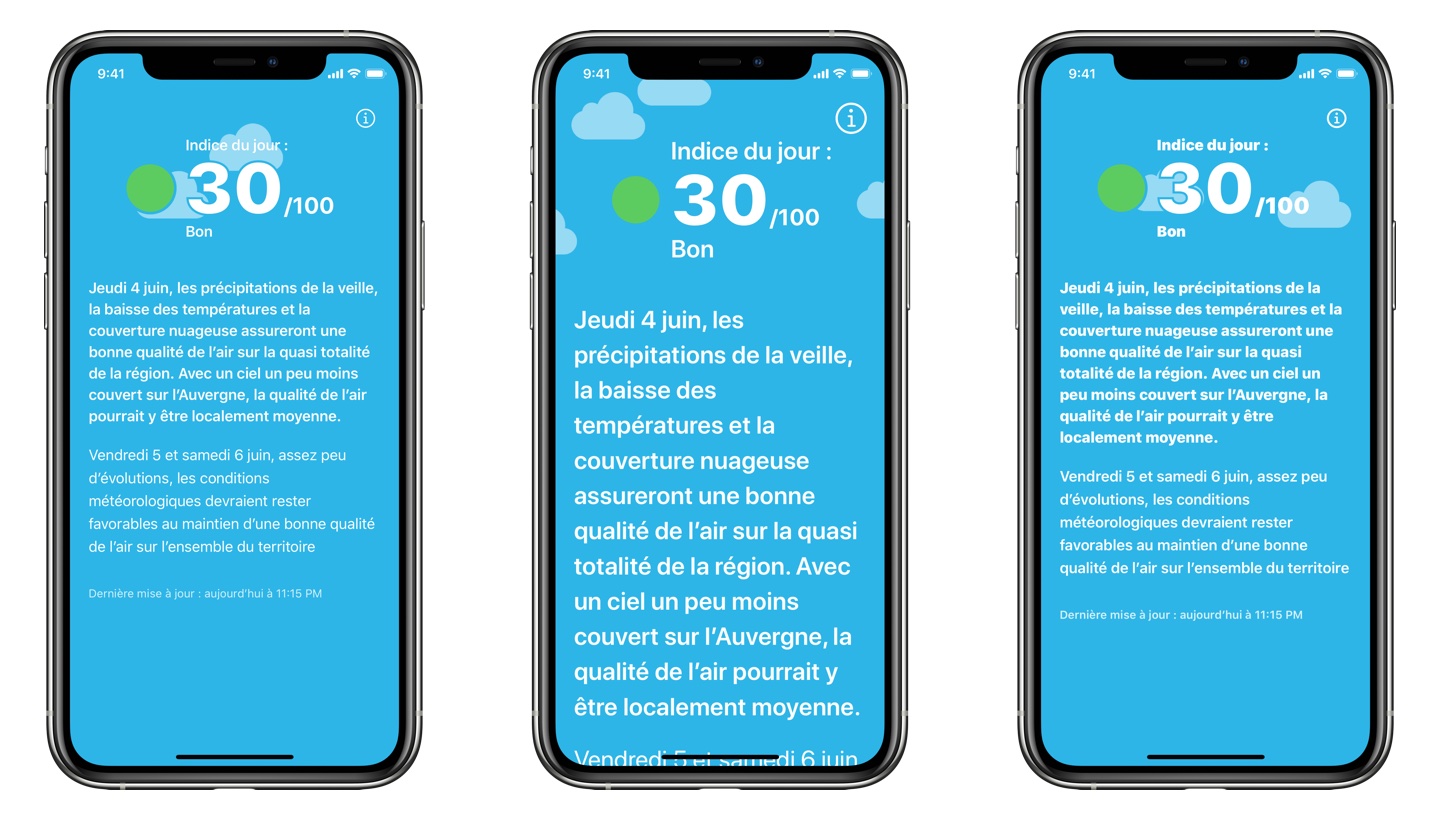 9:41
Indice du jour :
30/100
Bon
Jeudi 4 juin, les précipitations de la veille,
la baisse des températures et la
couverture nuageuse assureront une
bonne qualité de l’air sur la quasi totalité
de la région. Avec un ciel un peu moins
couvert sur l’Auvergne, la qualité de l’air
pourrait y être localement moyenne.
Vendredi 5 et samedi 6 juin, assez peu
d’évolutions, les conditions
météorologiques devraient rester
favorables au maintien d’une bonne qualité
de l’air sur l’ensemble du territoire
Dernière mise à jour : aujourd’hui à 11:15 PM
9:41
Indice du jour :
30/100
Bon
Jeudi 4 juin, les
précipitations de la veille,
la baisse des
températures et la
couverture nuageuse
assureront une bonne
qualité de l’air sur la quasi
totalité de la région. Avec
un ciel un peu moins
couvert sur l’Auvergne, la
qualité de l’air pourrait y
être localement moyenne.
Vendredi 5 et samedi 6 juin
9:41
Indice du jour :
30/100
Bon
Jeudi 4 juin, les précipitations de la
veille, la baisse des températures et la
couverture nuageuse assureront une
bonne qualité de l’air sur la quasi
totalité de la région. Avec un ciel un
peu moins couvert sur l’Auvergne, la
qualité de l’air pourrait y être
localement moyenne.
Vendredi 5 et samedi 6 juin, assez peu
d’évolutions, les conditions
météorologiques devraient rester
favorables au maintien d’une bonne
qualité de l’air sur l’ensemble du territoire
Dernière mise à jour : aujourd’hui à 11:15 PM